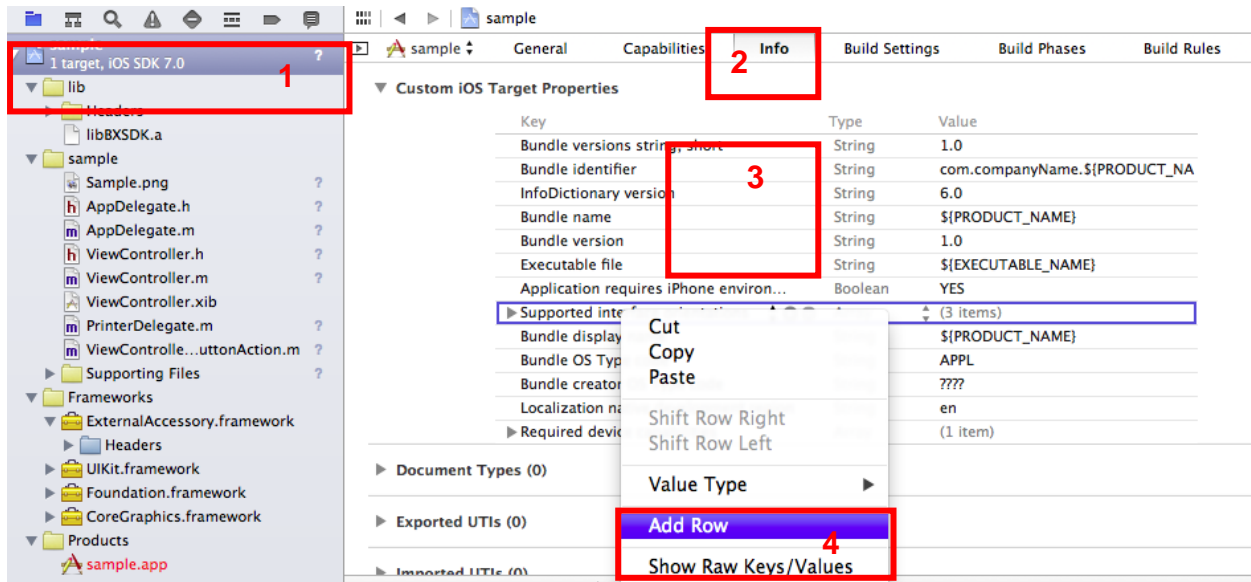 sample
sample
1 target, iOS SDK 7.0
?
1
lib
Headers
libBXSDK.a
sample
Sample.png ?
AppDelegate.h ?
AppDelegate.m ?
ViewController.h ?
ViewController.m ?
ViewController.xib
PrinterDelegate.m ?
ViewControlle...uttonAction.m ?
Supporting Files ?
Frameworks
ExternalAccessory.framework
Headers
UIKit.framework
Foundation.framework
CoreGraphics.framework
Products
sample.app
sample General Capabilities Info Build Settings Build Phases Build Rules
2
Custom iOS Target Properties
Key Type Value
Bundle versions string, short String 1.0
Bundle identifier String com.companyName.${PRODUCT_NA
3
InfoDictionary version String 6.0
Bundle name String ${PRODUCT_NAME}
Bundle version String 1.0
Executable file String ${EXECUTABLE_NAME}
Application requires iPhone environ... Boolean YES
Supported (3 items)
Bundle display ${PRODUCT_NAME}
Bundle OS Typ APPL
Bundle creator ????
Localization na en
Required devi (1 item)
Cut
Copy
Paste
Shift Row Right
Shift Row Left
Value Type
Add Row
4
Show Raw Keys/Values
Document Types (0)
Exported UTIs (0)
Imported UTIs (0)